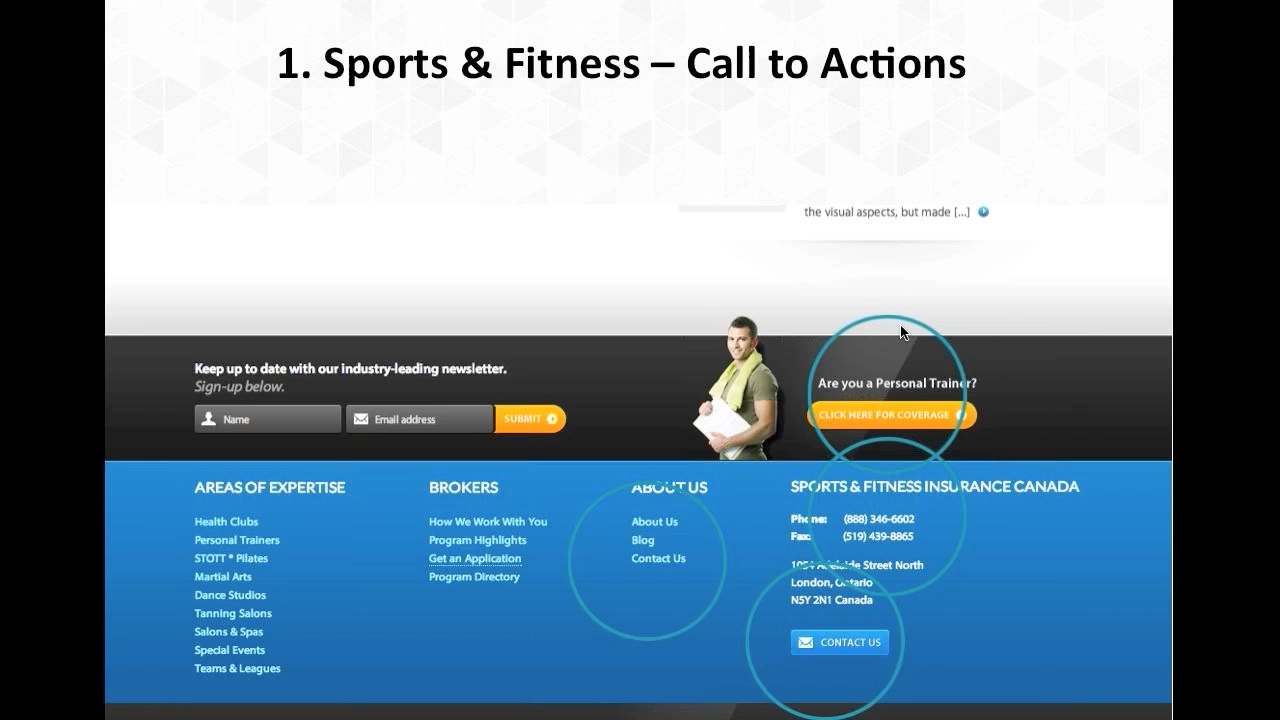 1. Sports & Fitness – Call to Actions
the visual aspects, but made [...]
Keep up to date with our industry-leading newsletter.
Sign-up below.
Name
Email address
SUBMIT
Are you a Personal Trainer?
CLICK HERE FOR COVERAGE
AREAS OF EXPERTISE
Health Clubs
Personal Trainers
STOTT® Pilates
Martial Arts
Dance Studios
Tanning Salons
Salons & Spas
Special Events
Teams & Leagues
BROKERS
How We Work With You
Program Highlights
Get an Application
Program Directory
ABOUT US
About Us
Blog
Contact Us
SPORTS & FITNESS INSURANCE CANADA
Phone: (888) 346-6602
Fax: (519) 439-8865
1054 Adelaide Street North
London, Ontario
N5Y 2N1 Canada
CONTACT US